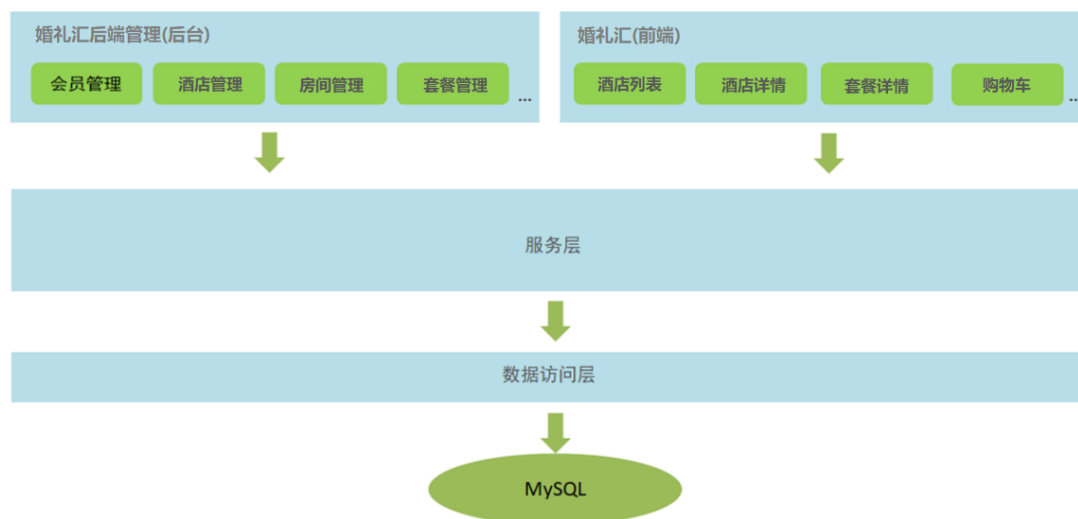 婚礼汇后端管理(后台)
会员管理 酒店管理 房间管理 套餐管理 ...
婚礼汇(前端)
酒店列表 酒店详情 套餐详情 购物车 ...
服务层
数据访问层
MySQL